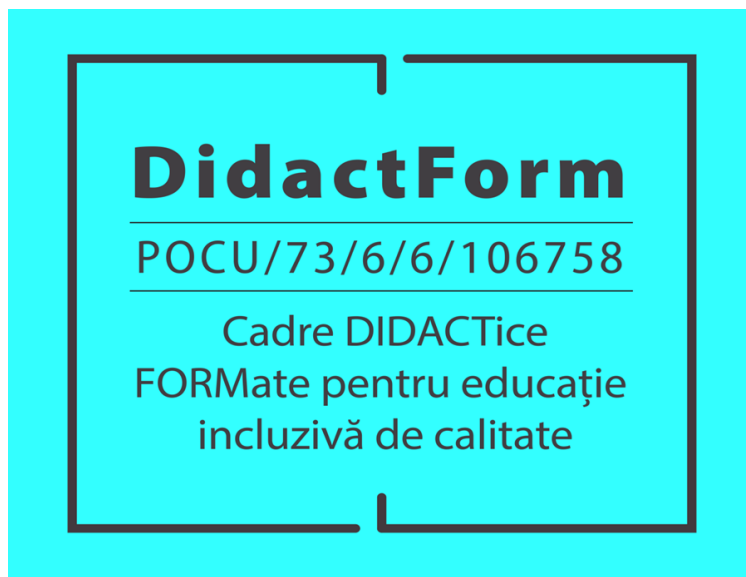 DidactForm
POCU/73/6/6/106758
Cadre DIDACTice
FORMate pentru educație
incluzivă de calitate